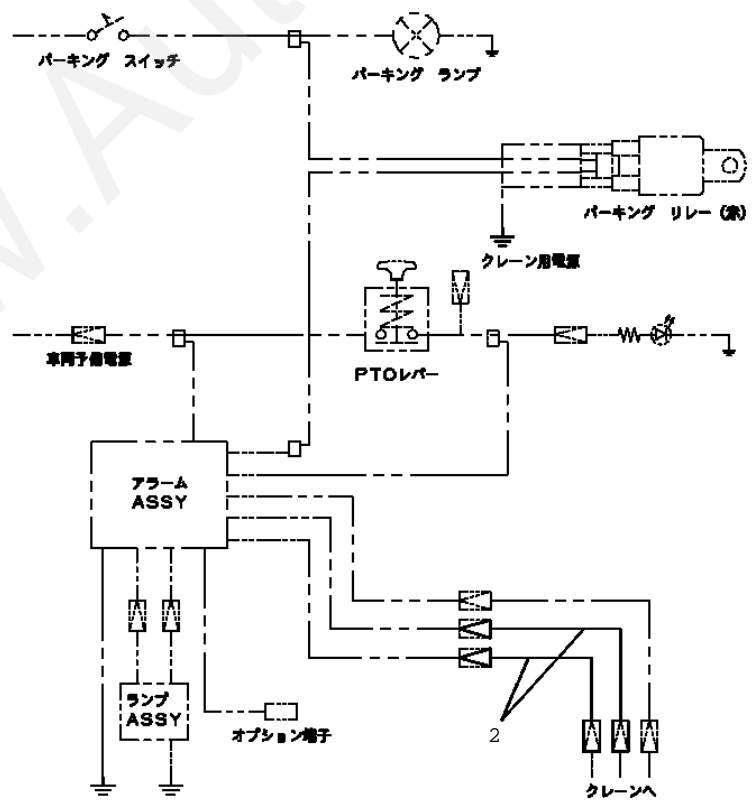 パーキング スイッチ
パーキング ランプ
パーキング リレー (赤)
クレーン用電源
車両予備電源
PTOレバー
アラーム
ASSY
ランプ
ASSY
オプション端子
2
クレーンへ